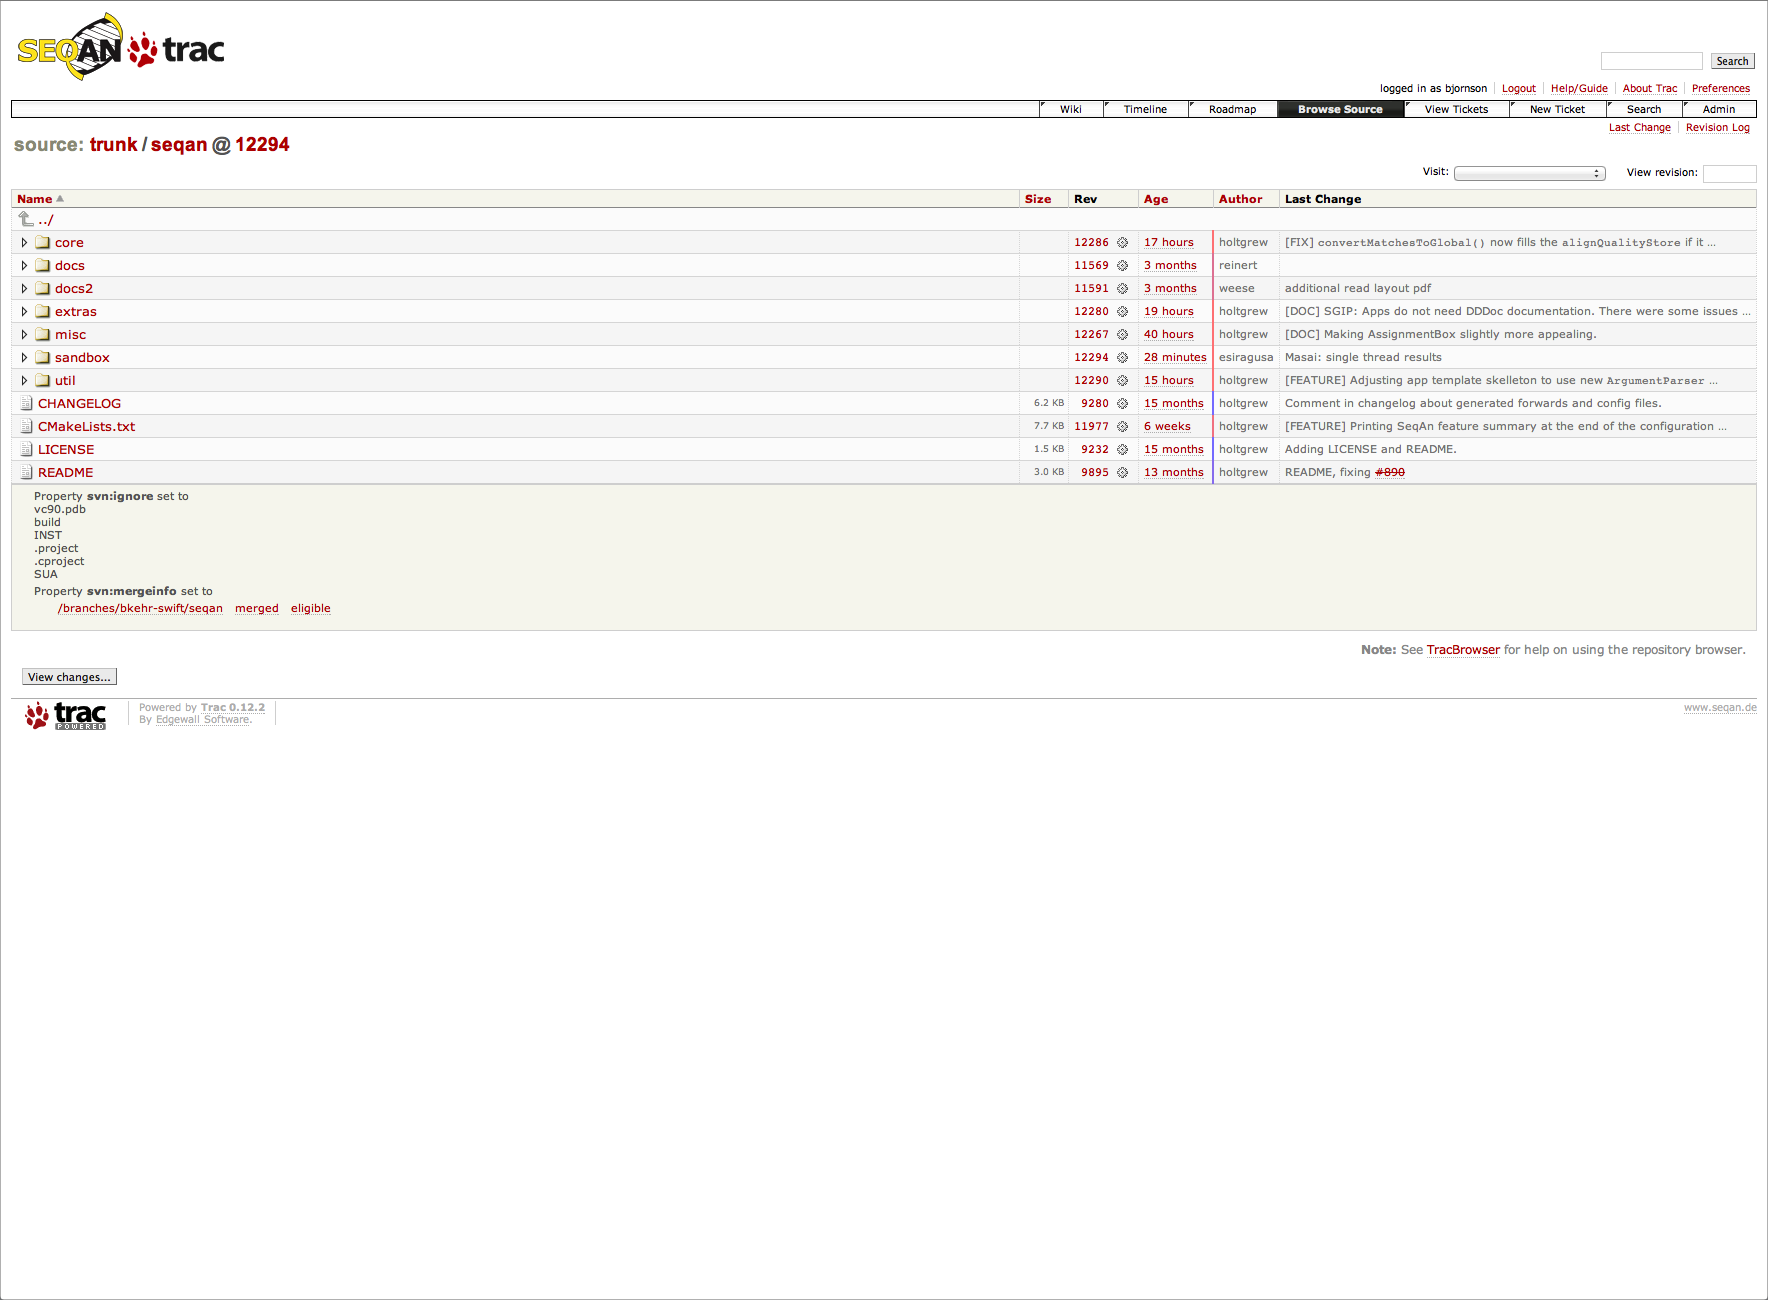 SEQAN trac
Search
logged in as bjornson Logout Help/Guide About Trac Preferences
Wiki Timeline Roadmap Browse Source View Tickets New Ticket Search Admin
Last Change Revision Log
source: trunk / seqan @ 12294
Visit: View revision:
Name Size Rev Age Author Last Change
../
core 12286 17 hours holtgrew [FIX] convertMatchesToGlobal() now fills the alignQualityStore if it …
docs 11569 3 months reinert
docs2 11591 3 months weese additional read layout pdf
extras 12280 19 hours holtgrew [DOC] SGIP: Apps do not need DDDoc documentation. There were some issues …
misc 12267 40 hours holtgrew [DOC] Making AssignmentBox slightly more appealing.
sandbox 12294 28 minutes esiragusa Masai: single thread results
util 12290 15 hours holtgrew [FEATURE] Adjusting app template skelleton to use new ArgumentParser …
CHANGELOG 6.2 KB 9280 15 months holtgrew Comment in changelog about generated forwards and config files.
CMakeLists.txt 7.7 KB 11977 6 weeks holtgrew [FEATURE] Printing SeqAn feature summary at the end of the configuration …
LICENSE 1.5 KB 9232 15 months holtgrew Adding LICENSE and README.
README 3.0 KB 9895 13 months holtgrew README, fixing #890
Property svn:ignore set to
vc90.pdb
build
INST
.project
.cproject
SUA
Property svn:mergeinfo set to
/branches/bkehr-swift/seqan merged eligible
Note: See TracBrowser for help on using the repository browser.
View changes...
trac POWERED
Powered by Trac 0.12.2
By Edgewall Software.
www.seqan.de